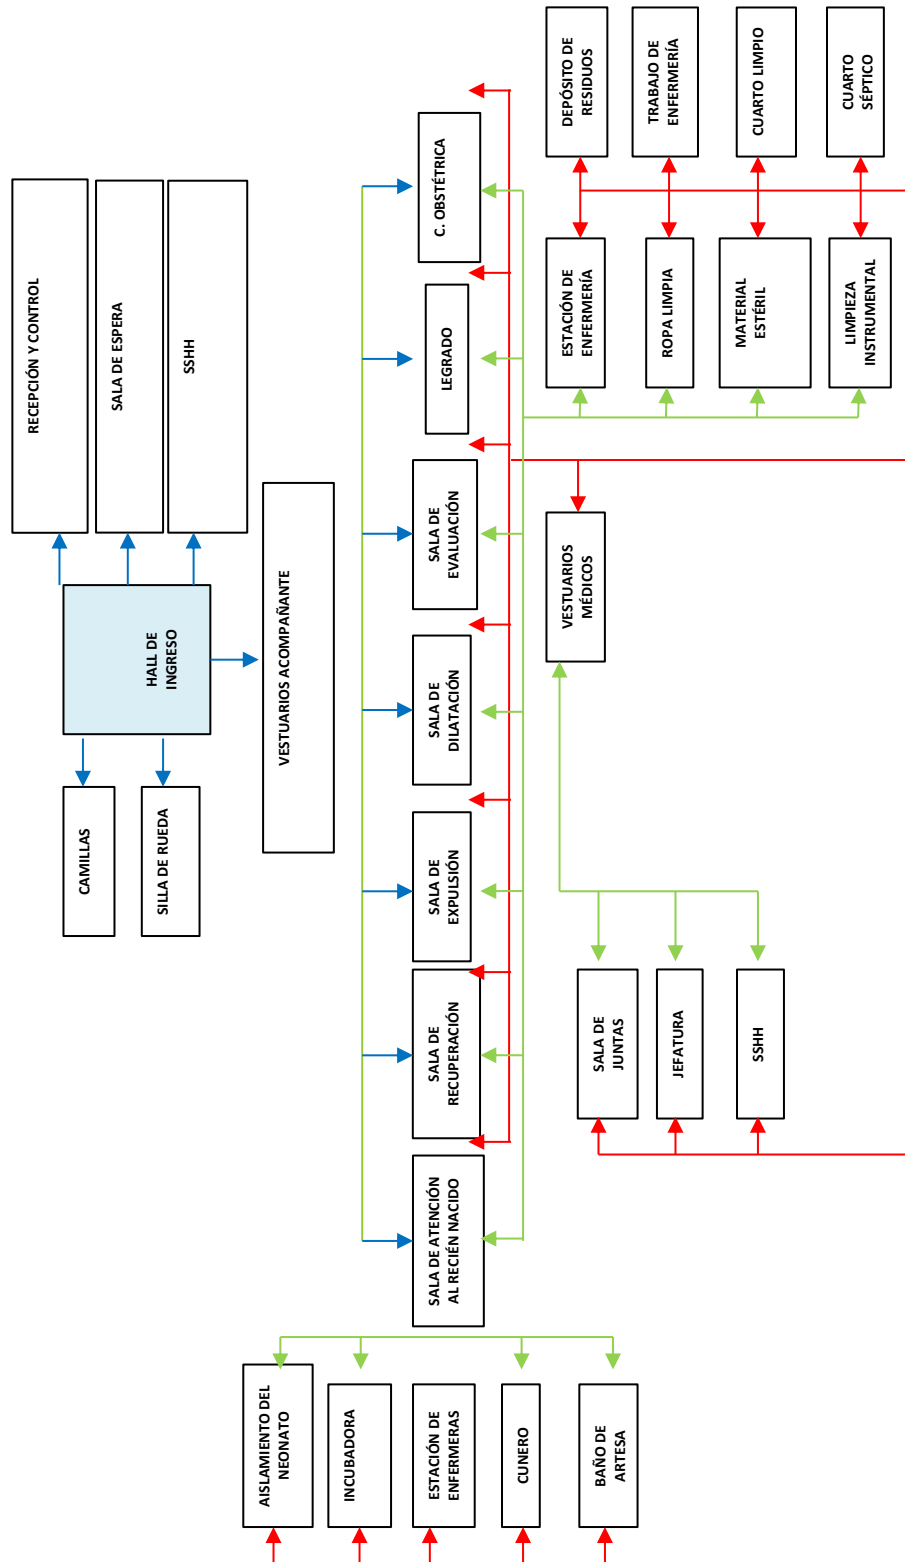 CAMILLAS
SILLA DE RUEDA
HALL DE
INGRESO
RECEPCIÓN Y CONTROL
SALA DE ESPERA
SSHH
VESTUARIOS ACOMPAÑANTE
SALA DE ATENCIÓN
AL RECIÉN NACIDO
SALA DE
RECUPERACIÓN
SALA DE
EXPULSIÓN
SALA DE
DILATACIÓN
SALA DE
EVALUACIÓN
LEGRADO
C. OBSTÉTRICA
AISLAMIENTO DEL
NEONATO
INCUBADORA
ESTACIÓN DE
ENFERMERAS
CUNERO
BAÑO DE
ARTESA
SALA DE
JUNTAS
JEFATURA
SSHH
VESTUARIOS
MÉDICOS
ESTACIÓN DE
ENFERMERÍA
ROPA LIMPIA
MATERIAL
ESTÉRIL
LIMPIEZA
INSTRUMENTAL
DEPÓSITO DE
RESIDUOS
TRABAJO DE
ENFERMERÍA
CUARTO LIMPIO
CUARTO
SÉPTICO